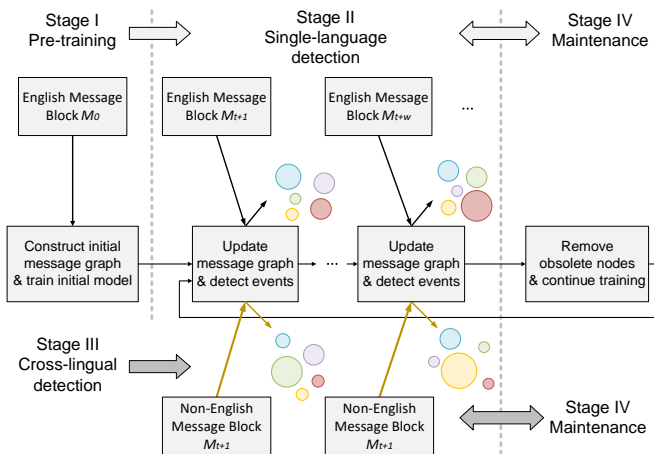 Stage I
Pre-training
Stage II
Single-language
detection
Stage IV
Maintenance
English Message
Block M0
English Message
Block Mt+1
English Message
Block Mt+w
...
Construct initial
message graph
& train initial model
Update
message graph
& detect events
...
Update
message graph
& detect events
Remove
obsolete nodes
& continue training
Stage III
Cross-lingual
detection
Non-English
Message Block
Mt+1
Non-English
Message Block
Mt+1
Stage IV
Maintenance